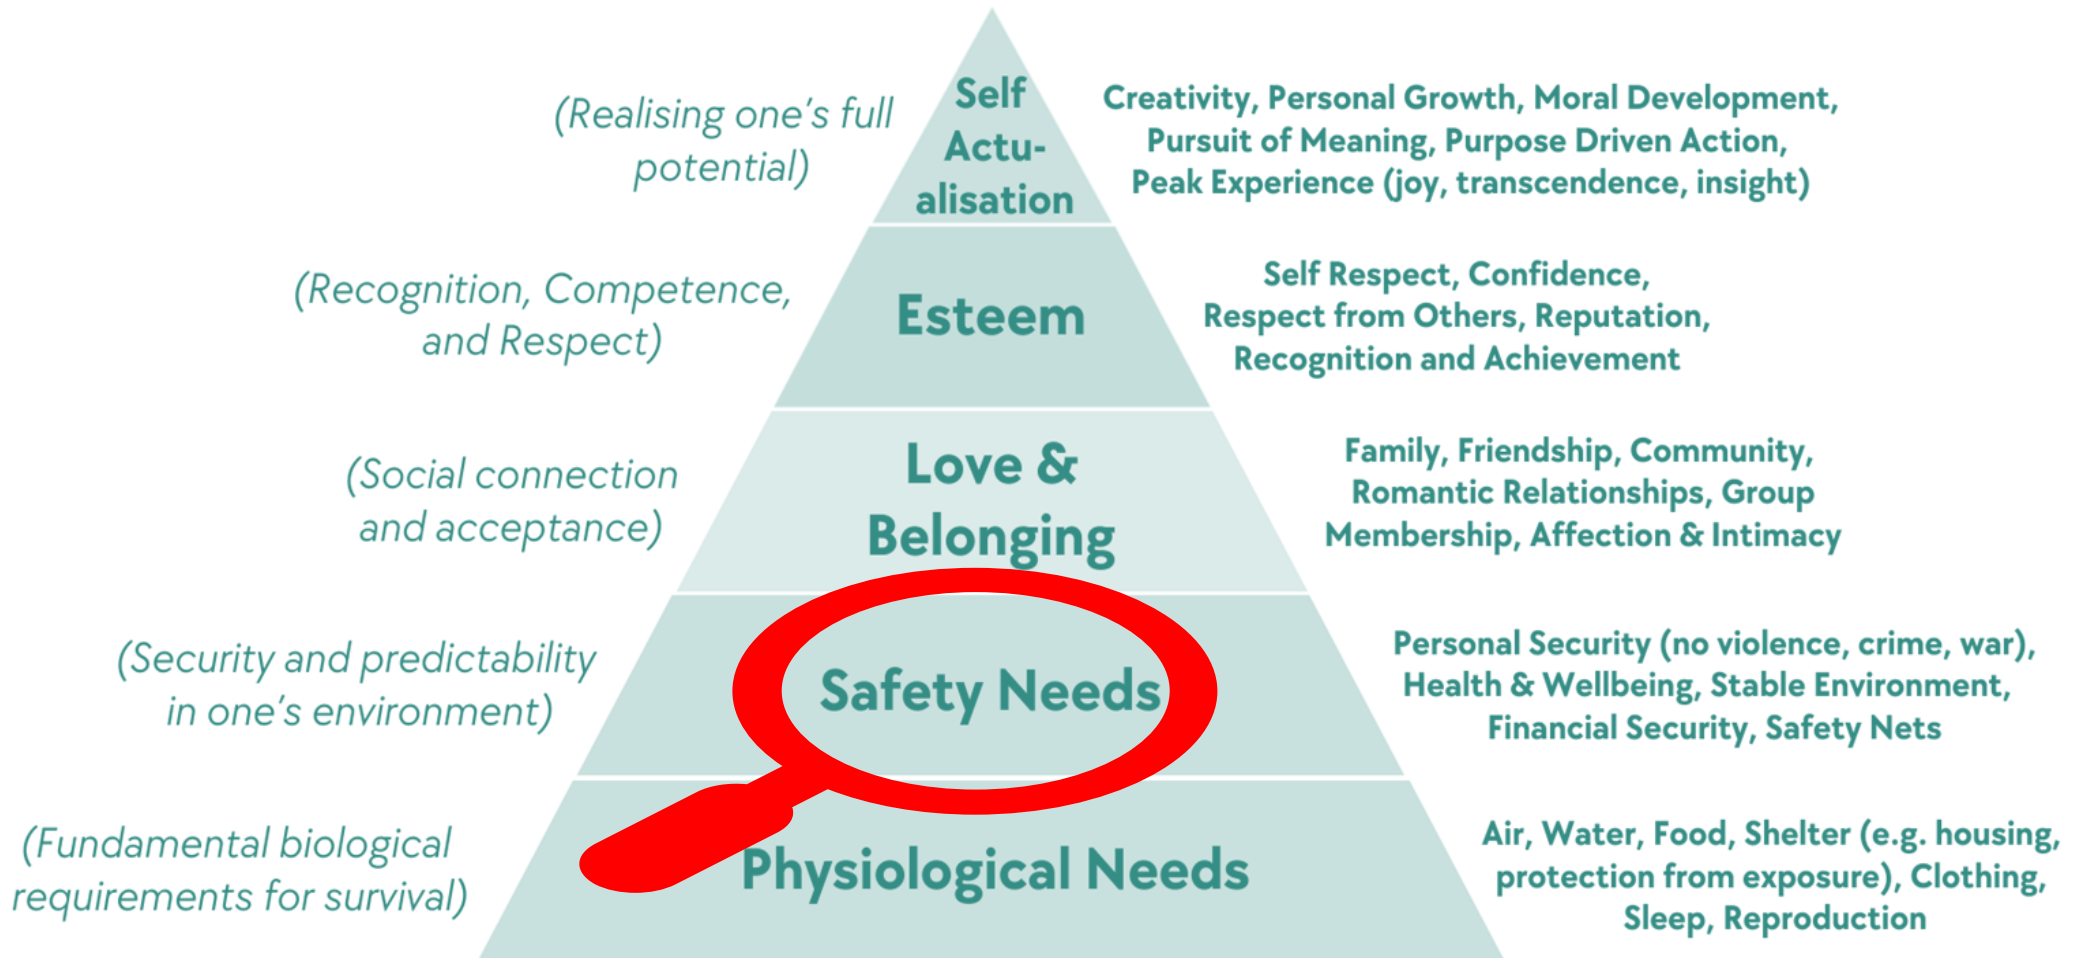 (Realising one's full
potential)
Self
Actu-
alisation
Creativity, Personal Growth, Moral Development,
Pursuit of Meaning, Purpose Driven Action,
Peak Experience (joy, transcendence, insight)
(Recognition, Competence,
and Respect)
Esteem
Self Respect, Confidence,
Respect from Others, Reputation,
Recognition and Achievement
(Social connection
and acceptance)
Love &
Belonging
Family, Friendship, Community,
Romantic Relationships, Group
Membership, Affection & Intimacy
(Security and predictability
in one's environment)
Safety Needs
Personal Security (no violence, crime, war),
Health & Wellbeing, Stable Environment,
Financial Security, Safety Nets
(Fundamental biological
requirements for survival)
Physiological Needs
Air, Water, Food, Shelter (e.g. housing,
protection from exposure), Clothing,
Sleep, Reproduction